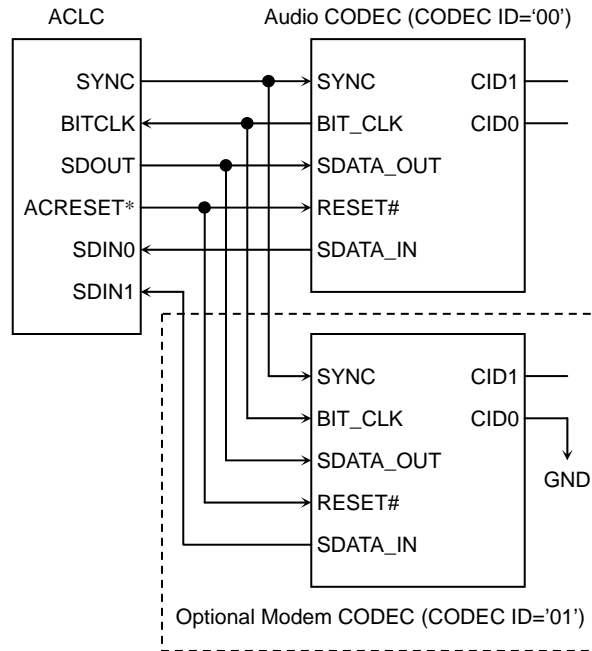 ACLC
SYNC
BITCLK
SDOUT
ACRESET*
SDIN0
SDIN1
Audio CODEC (CODEC ID=‘00’)
SYNC
BIT_CLK
SDATA_OUT
RESET#
SDATA_IN
CID1
CID0
SYNC
BIT_CLK
SDATA_OUT
RESET#
SDATA_IN
CID1
CID0
GND
Optional Modem CODEC (CODEC ID='01')